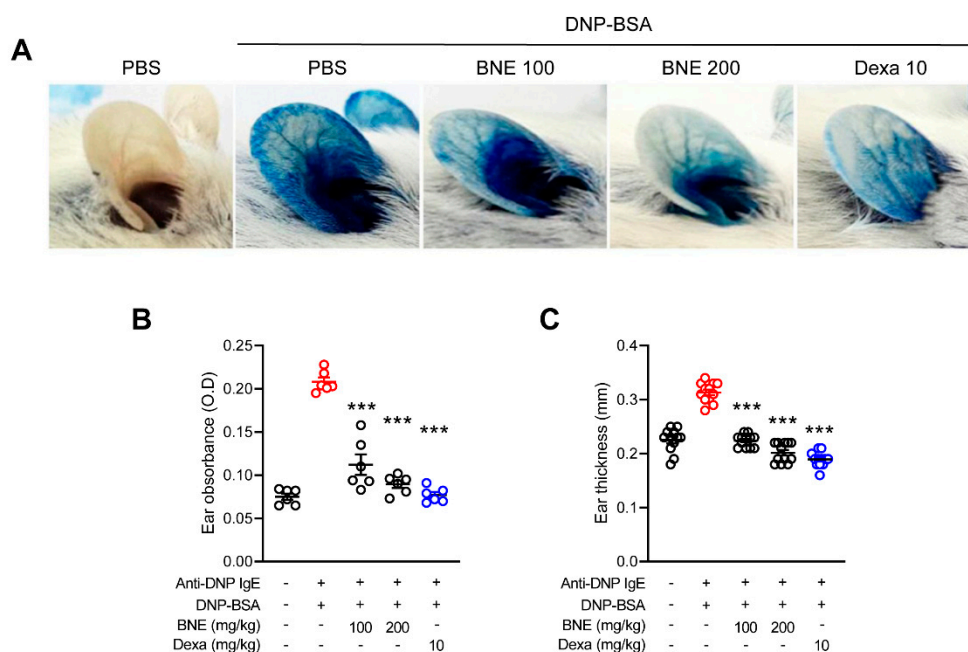 DNP-BSA
A
PBS PBS BNE 100 BNE 200 Dexa 10
B
Ear absorbance (O.D)
0.25
0.20
0.15
0.10
0.05
0.00
*** *** ***
Anti-DNP IgE - + + + +
DNP-BSA - + + + +
BNE (mg/kg) - - 100 200 -
Dexa (mg/kg) - - - - 10
C
Ear thickness (mm)
0.4
0.3
0.2
0.1
0.0
*** *** ***
Anti-DNP IgE - + + + +
DNP-BSA - + + + +
BNE (mg/kg) - - 100 200 -
Dexa (mg/kg) - - - - 10